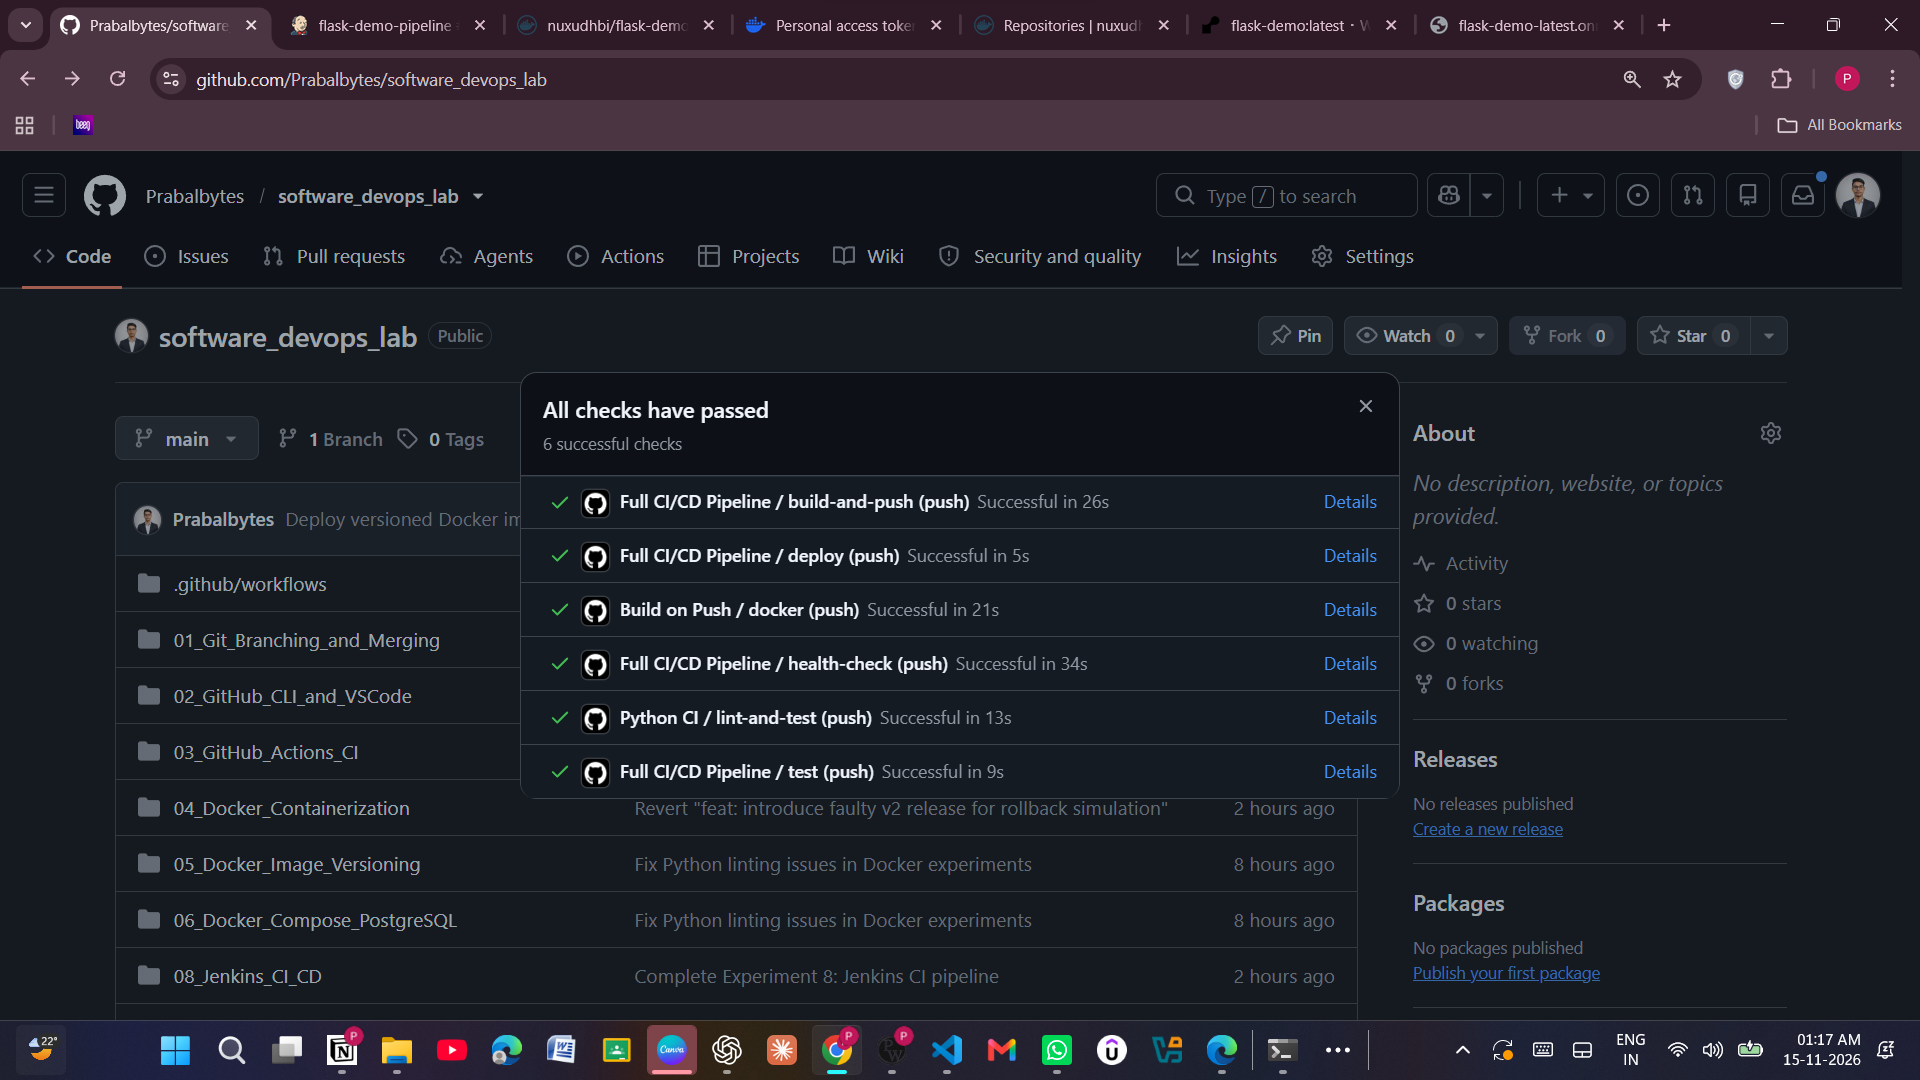 Prabalbytes/software
flask-demo-pipeline
nuxudhbi/flask-demo
Personal access token
Repositories | nuxudh
flask-demo:latest · W
flask-demo-latest.on
github.com/Prabalbytes/software_devops_lab
P
beeg
All Bookmarks
Prabalbytes / software_devops_lab
Type / to search
Code
Issues
Pull requests
Agents
Actions
Projects
Wiki
Security and quality
Insights
Settings
software_devops_lab
Public
Pin
Watch 0
Fork 0
Star 0
main
1 Branch
0 Tags
Prabalbytes Deploy versioned Docker im
.github/workflows
01_Git_Branching_and_Merging
02_GitHub_CLI_and_VSCode
03_GitHub_Actions_CI
04_Docker_Containerization Revert "feat: introduce faulty v2 release for rollback simulation" 2 hours ago
05_Docker_Image_Versioning Fix Python linting issues in Docker experiments 8 hours ago
06_Docker_Compose_PostgreSQL Fix Python linting issues in Docker experiments 8 hours ago
08_Jenkins_CI_CD Complete Experiment 8: Jenkins CI pipeline 2 hours ago
All checks have passed
6 successful checks
Full CI/CD Pipeline / build-and-push (push) Successful in 26s Details
Full CI/CD Pipeline / deploy (push) Successful in 5s Details
Build on Push / docker (push) Successful in 21s Details
Full CI/CD Pipeline / health-check (push) Successful in 34s Details
Python CI / lint-and-test (push) Successful in 13s Details
Full CI/CD Pipeline / test (push) Successful in 9s Details
About
No description, website, or topics
provided.
Activity
0 stars
0 watching
0 forks
Releases
No releases published
Create a new release
Packages
No packages published
Publish your first package
22°
Canva
ENG
IN
01:17 AM
15-11-2026